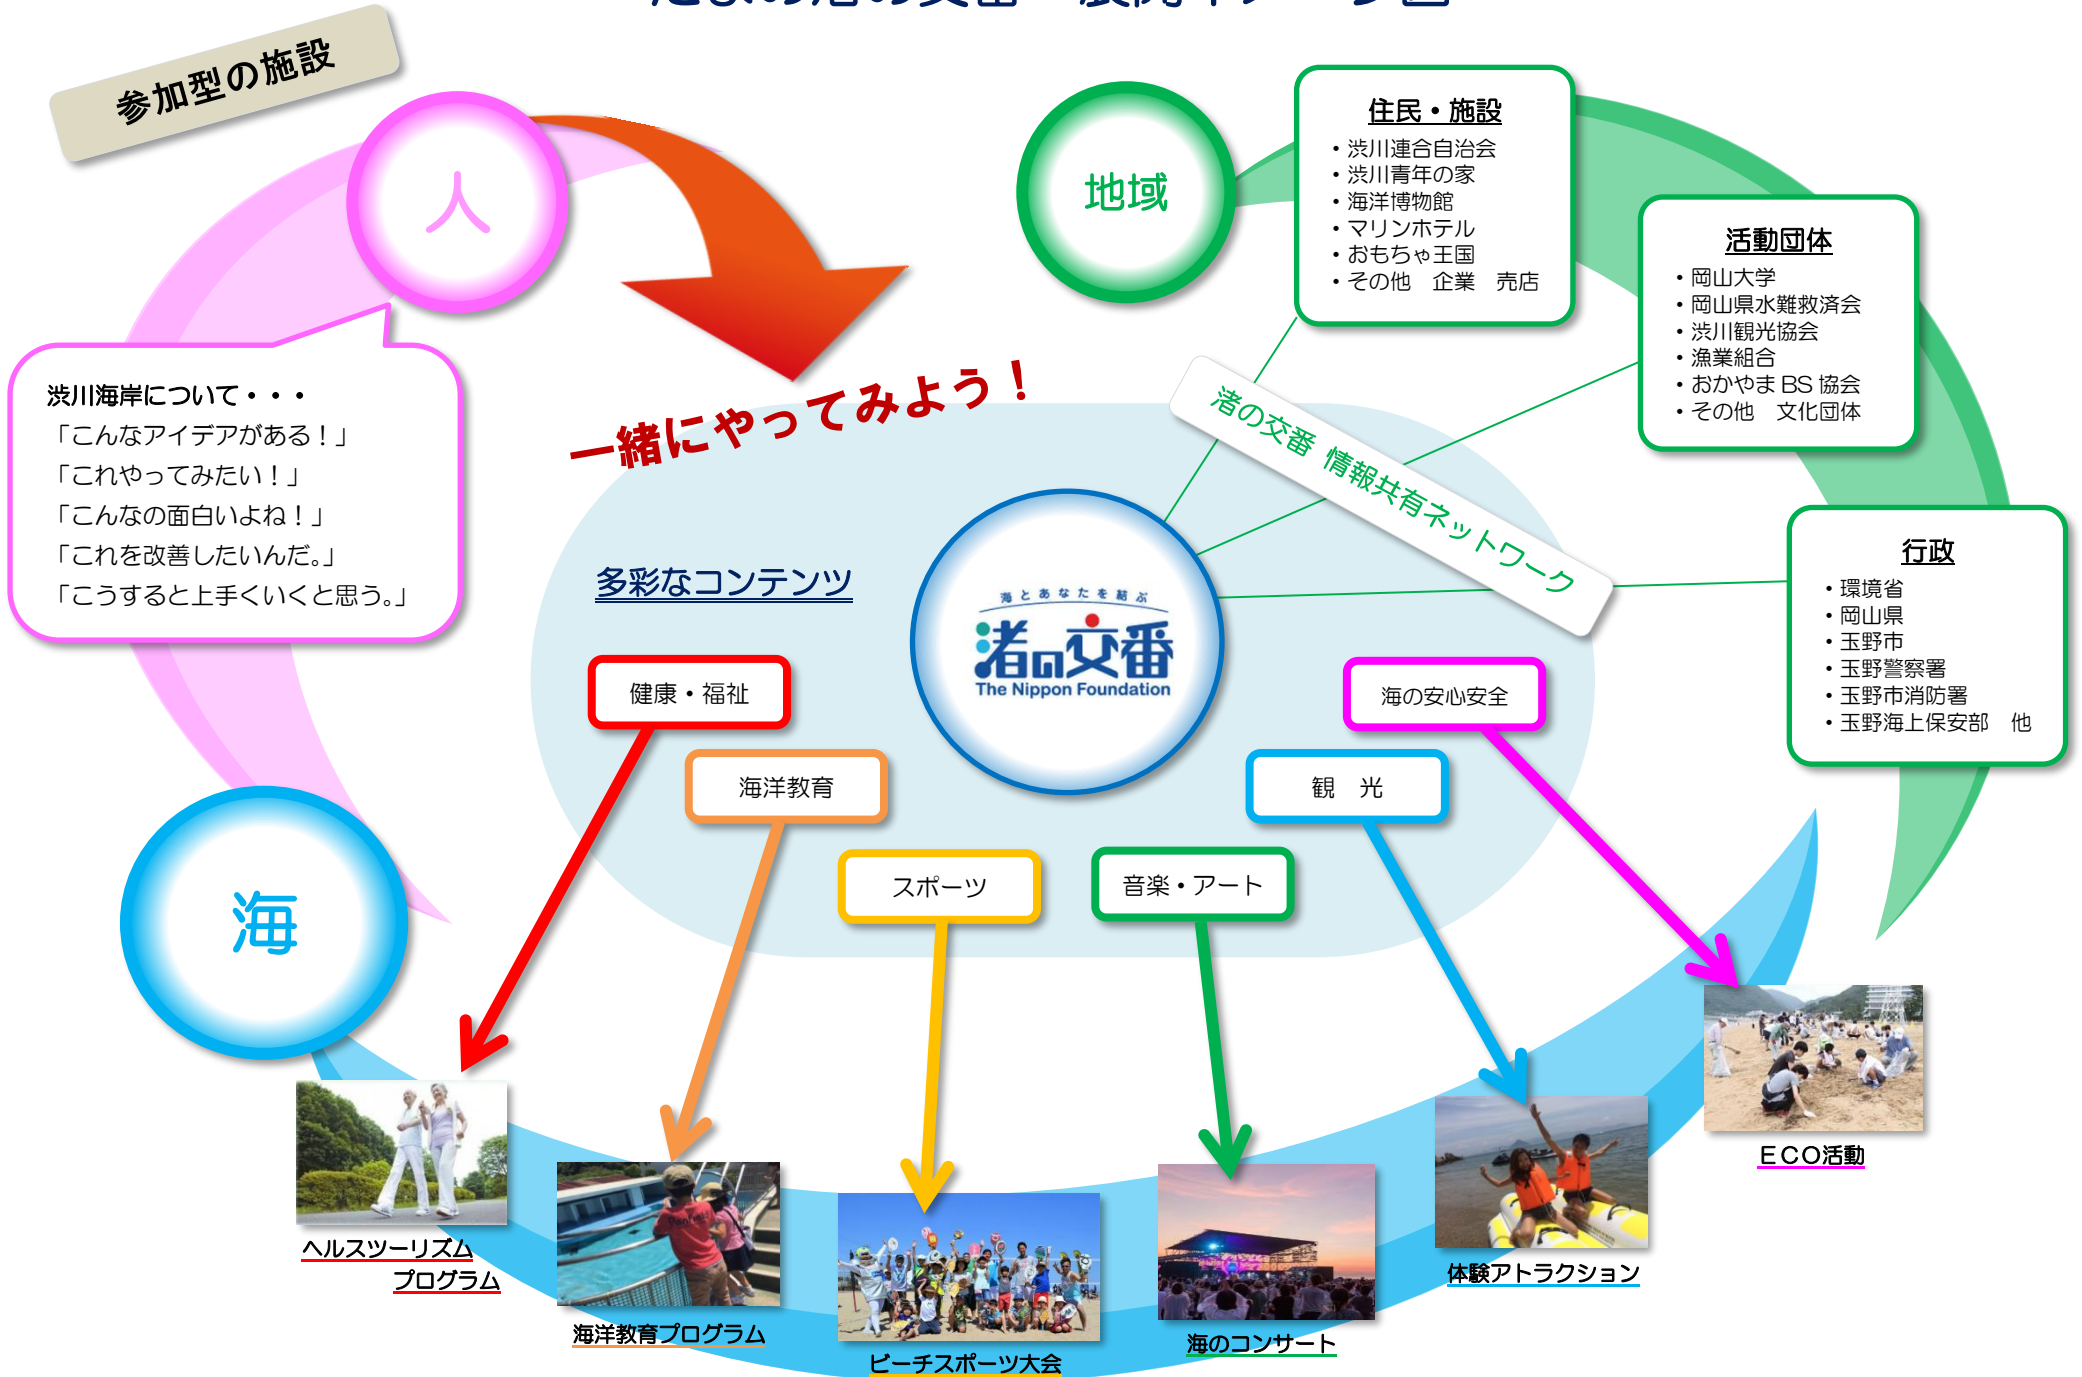 参加型の施設
人
渋川海岸について・・・
「こんなアイデアがある！」
「これやってみたい！」
「こんなの面白いよね！」
「これを改善したいんだ。」
「こうすると上手くいくと思う。」
一緒にやってみよう！
地域
住民・施設
・渋川連合自治会
・渋川青年の家
・海洋博物館
・マリンホテル
・おもちゃ王国
・その他　企業　売店
活動団体
・岡山大学
・岡山県水難救済会
・渋川観光協会
・漁業組合
・おかやま BS 協会
・その他　文化団体
行政
・環境省
・岡山県
・玉野市
・玉野警察署
・玉野市消防署
・玉野海上保安部　他
渚の交番 情報共有ネットワーク
多彩なコンテンツ
海とあなたを結ぶ
渚の交番
The Nippon Foundation
健康・福祉
海洋教育
スポーツ
音楽・アート
観　光
海の安心安全
海
ヘルスツーリズム
プログラム
海洋教育プログラム
ビーチスポーツ大会
海のコンサート
体験アトラクション
ＥＣＯ活動